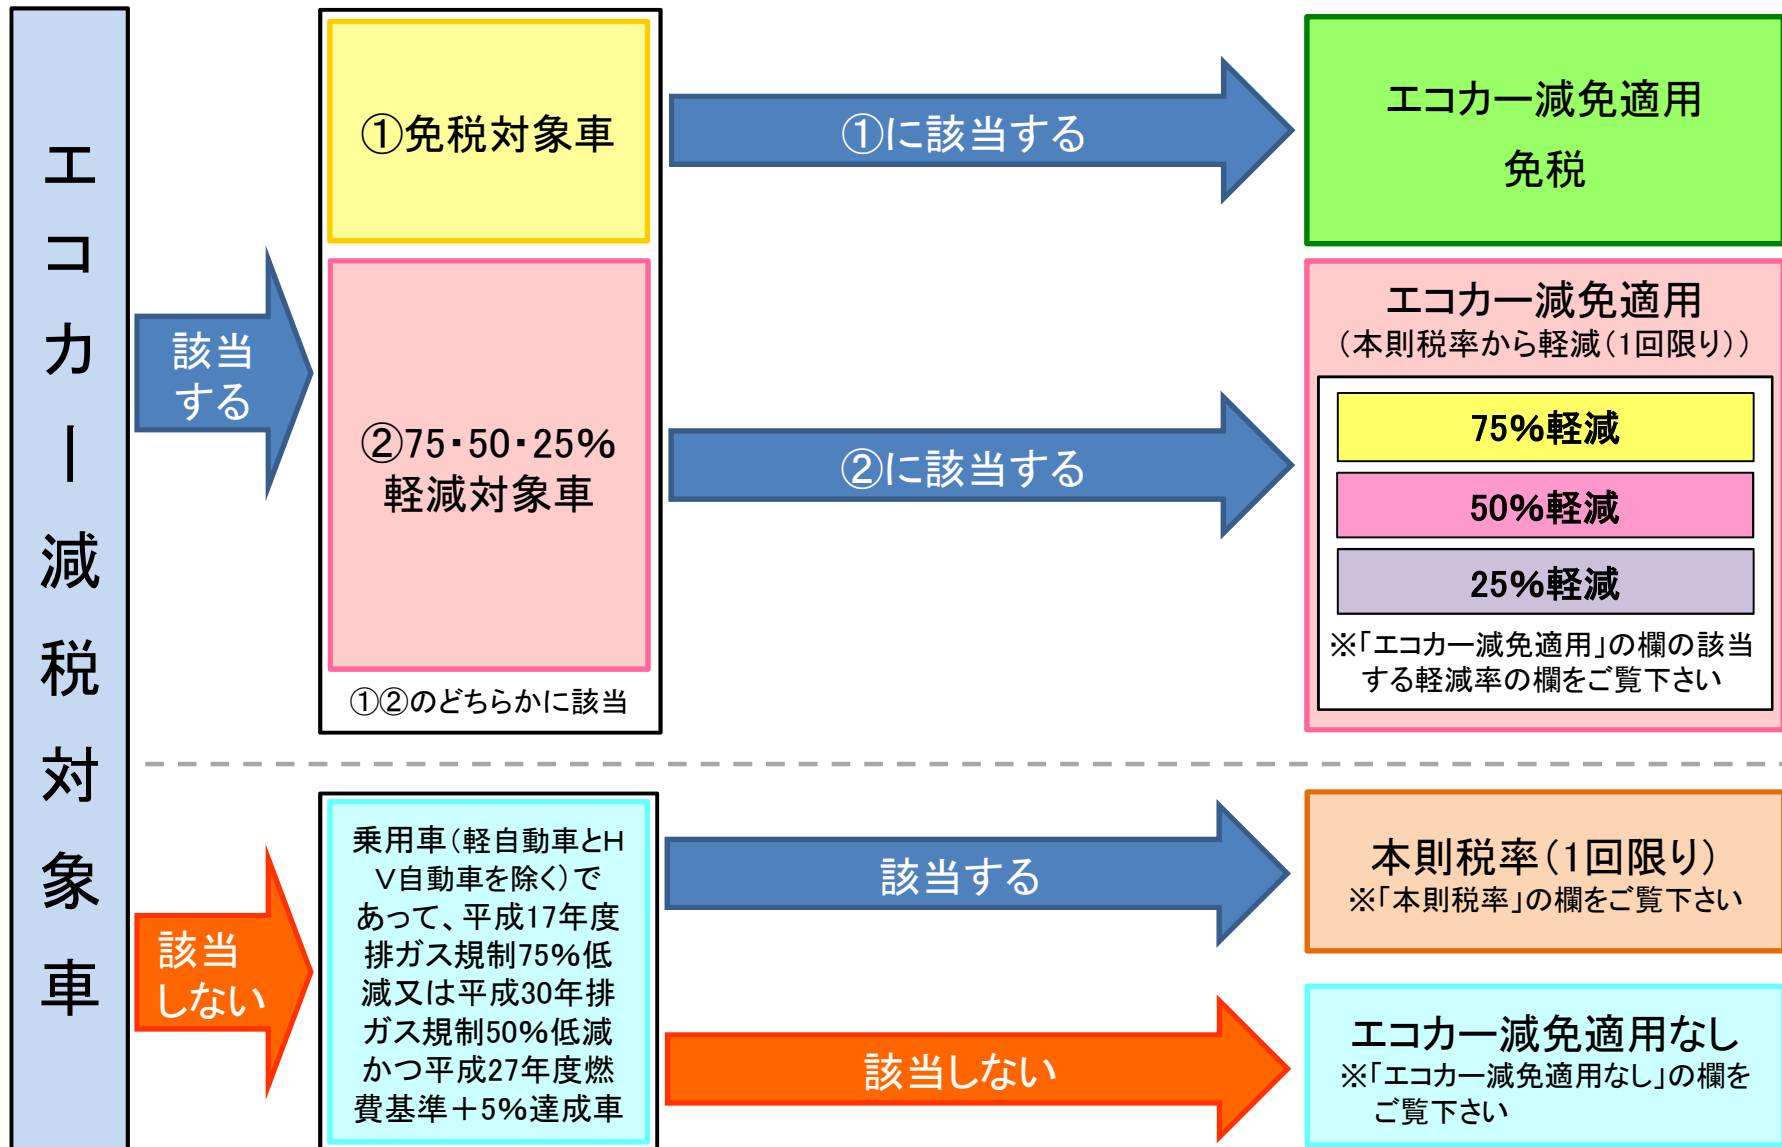 エコカー減税対象車
該当
する
①免税対象車
②75・50・25%
軽減対象車
①②のどちらかに該当
①に該当する
②に該当する
エコカー減免適用
免税
エコカー減免適用
（本則税率から軽減（1回限り））
75%軽減
50%軽減
25%軽減
※「エコカー減免適用」の欄の該当
する軽減率の欄をご覧下さい
該当
しない
乗用車（軽自動車とH
V自動車を除く）で
あって、平成17年度
排ガス規制75%低
減又は平成30年排
ガス規制50%低減
かつ平成27年度燃
費基準＋5%達成車
該当する
該当しない
本則税率（1回限り）
※「本則税率」の欄をご覧下さい
エコカー減免適用なし
※「エコカー減免適用なし」の欄を
ご覧下さい